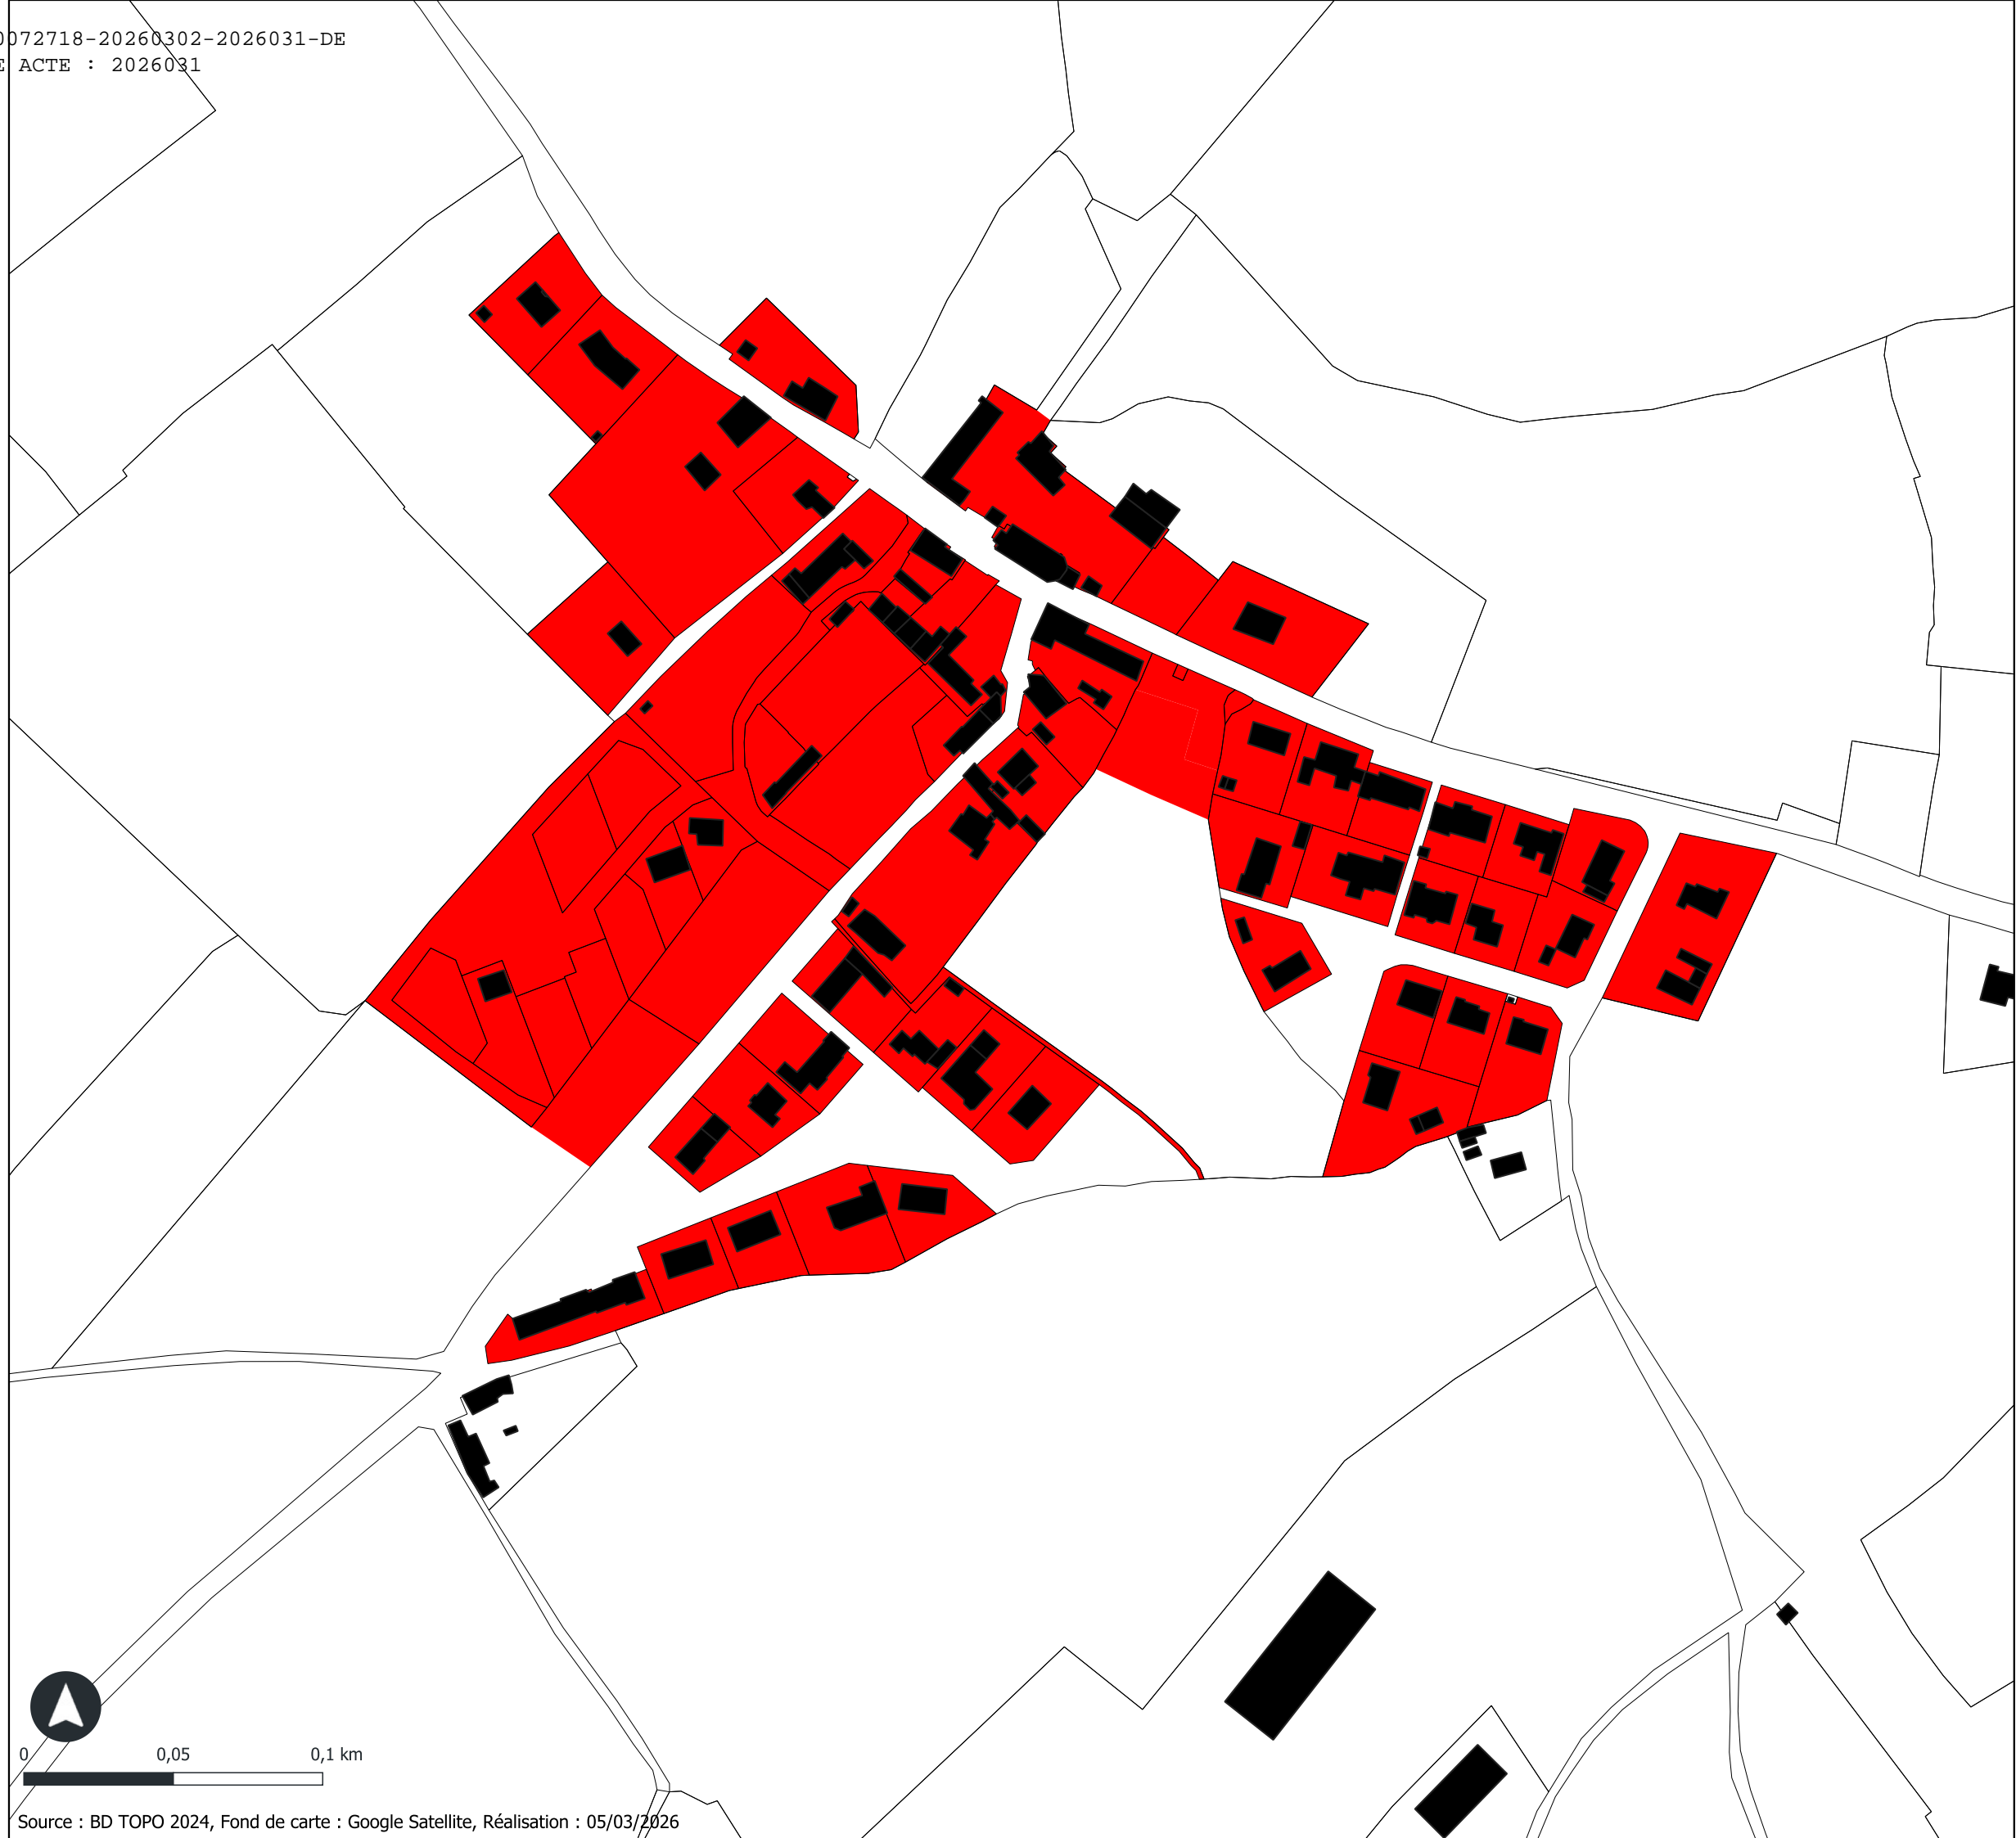 0072718-20260302-2026031-DE
E ACTE : 2026031
0 0,05 0,1 km
Source : BD TOPO 2024, Fond de carte : Google Satellite, Réalisation : 05/03/2026